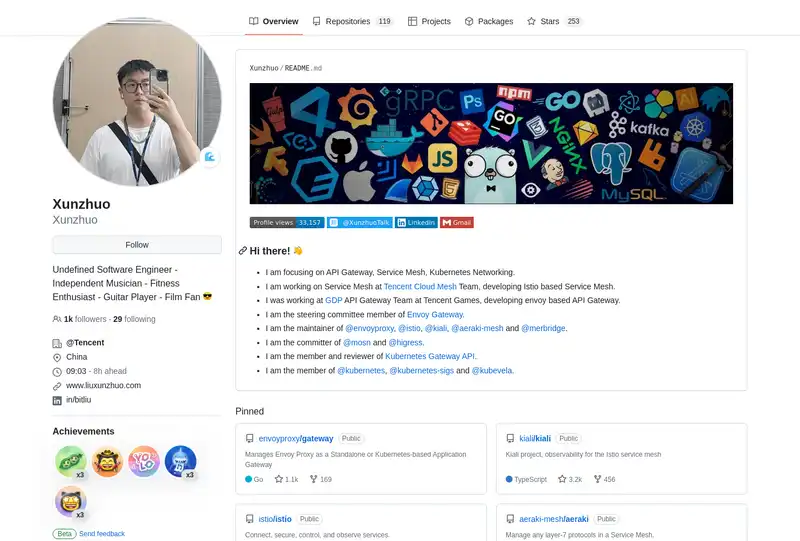 Overview
Repositories 119
Projects
Packages
Stars 253
Xunzhuo / README.md
gRPC
Ps
npm
GO
Ai
GO
JS
kafka
NGiNX
MySQL
Profile views 33,157
@XunzhuoTalk
Linkedin
Gmail
Hi there! 👋
I am focusing on API Gateway, Service Mesh, Kubernetes Networking.
I am working on Service Mesh at Tencent Cloud Mesh Team, developing Istio based Service Mesh.
I was working at GDP API Gateway Team at Tencent Games, developing envoy based API Gateway.
I am the steering committee member of Envoy Gateway.
I am the maintainer of @envoyproxy, @istio, @kiali, @aeraki-mesh and @merbridge.
I am the committer of @mosn and @higress.
I am the member and reviewer of Kubernetes Gateway API.
I am the member of @kubernetes, @kubernetes-sigs and @kubevela.
Xunzhuo
Xunzhuo
Follow
Undefined Software Engineer -
Independent Musician - Fitness
Enthusiast - Guitar Player - Film Fan 😎
1k followers · 29 following
@Tencent
China
09:03 - 8h ahead
www.liuxunzhuo.com
in/bitliu
Achievements
x3
YOLO
x3
x3
Beta Send feedback
Pinned
envoyproxy/gateway Public
Manages Envoy Proxy as a Standalone or Kubernetes-based Application
Gateway
Go 1.1k 169
kiali/kiali Public
Kiali project, observability for the Istio service mesh
TypeScript 3.2k 456
istio/istio Public
Connect, secure, control, and observe services.
aeraki-mesh/aeraki Public
Manage any layer-7 protocols in a Service Mesh.